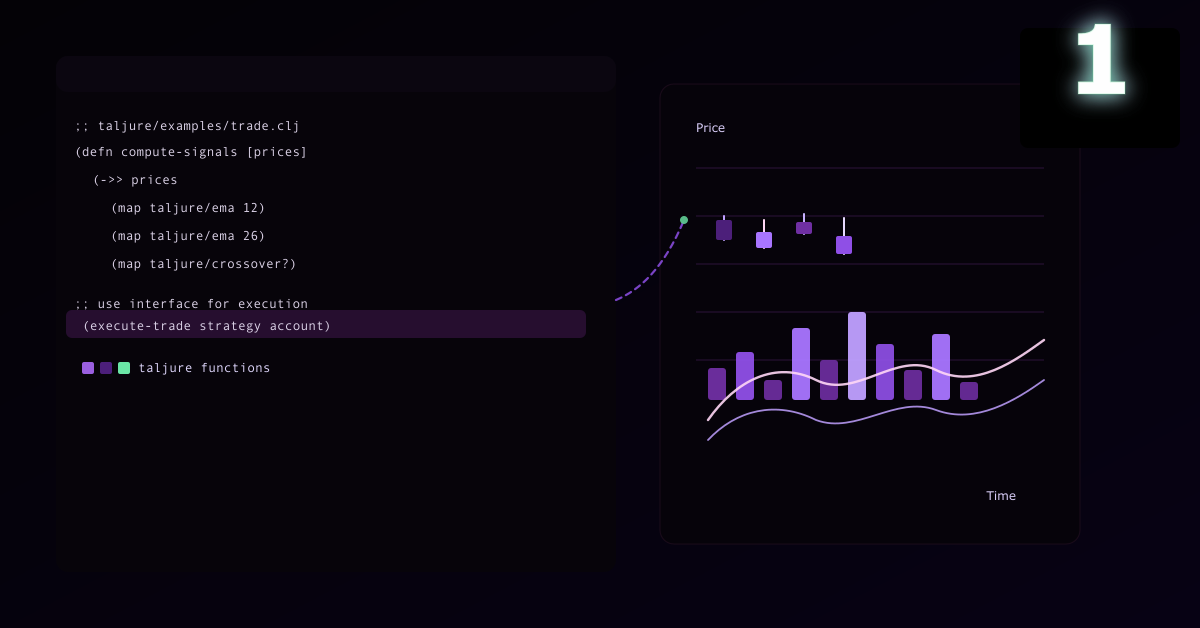 ;; taljure/examples/trade.clj
(defn compute-signals [prices]
(->> prices
(map taljure/ema 12)
(map taljure/ema 26)
(map taljure/crossover?)
;; use interface for execution
(execute-trade strategy account)
taljure functions
1
Price
Time